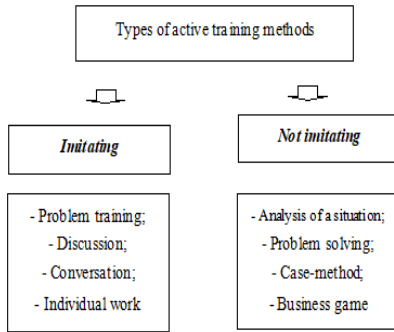 Types of active training methods
Imitating
Not imitating
- Problem training;
- Discussion;
- Conversation;
- Individual work
- Analysis of a situation;
- Problem solving;
- Case-method;
- Business game